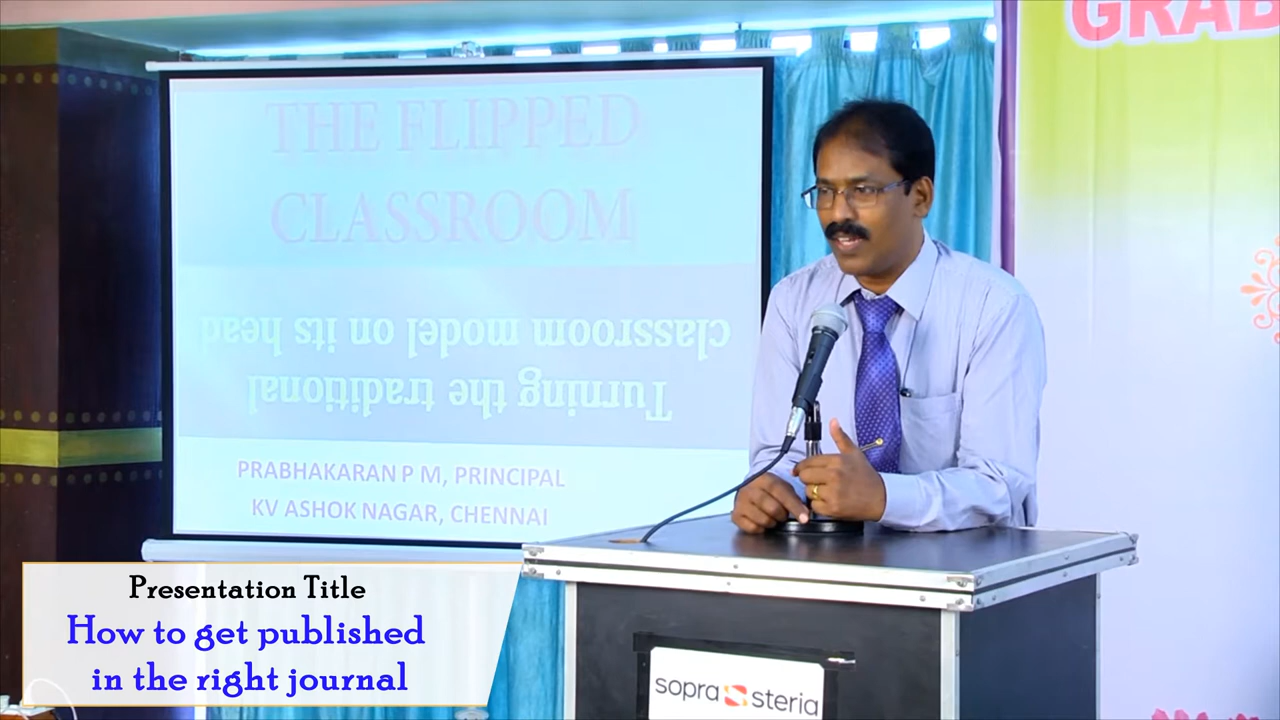 GRAB
THE FLIPPED
CLASSROOM
Turning the traditional
classroom model on its head
PRABHAKARAN P M, PRINCIPAL
KV ASHOK NAGAR, CHENNAI
Presentation Title
How to get published
in the right journal
sopra steria